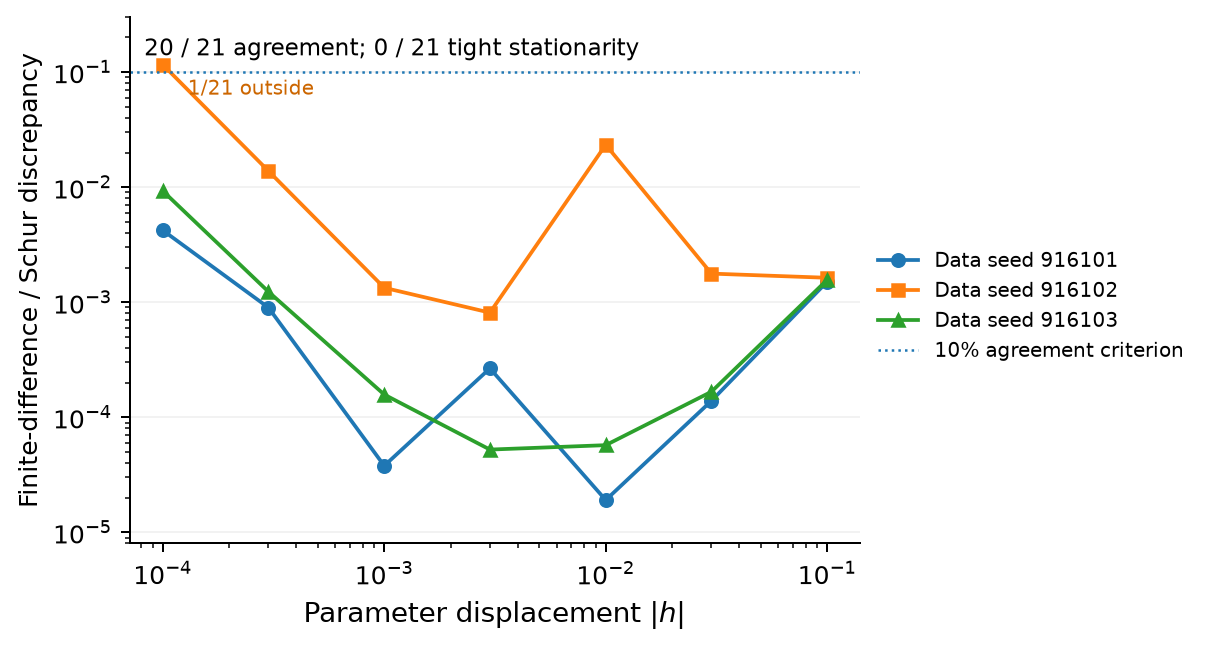 20 / 21 agreement; 0 / 21 tight stationarity
1/21 outside
Finite-difference / Schur discrepancy
10⁻¹
10⁻²
10⁻³
10⁻⁴
10⁻⁵
10⁻⁴
10⁻³
10⁻²
10⁻¹
Parameter displacement |h|
Data seed 916101
Data seed 916102
Data seed 916103
10% agreement criterion